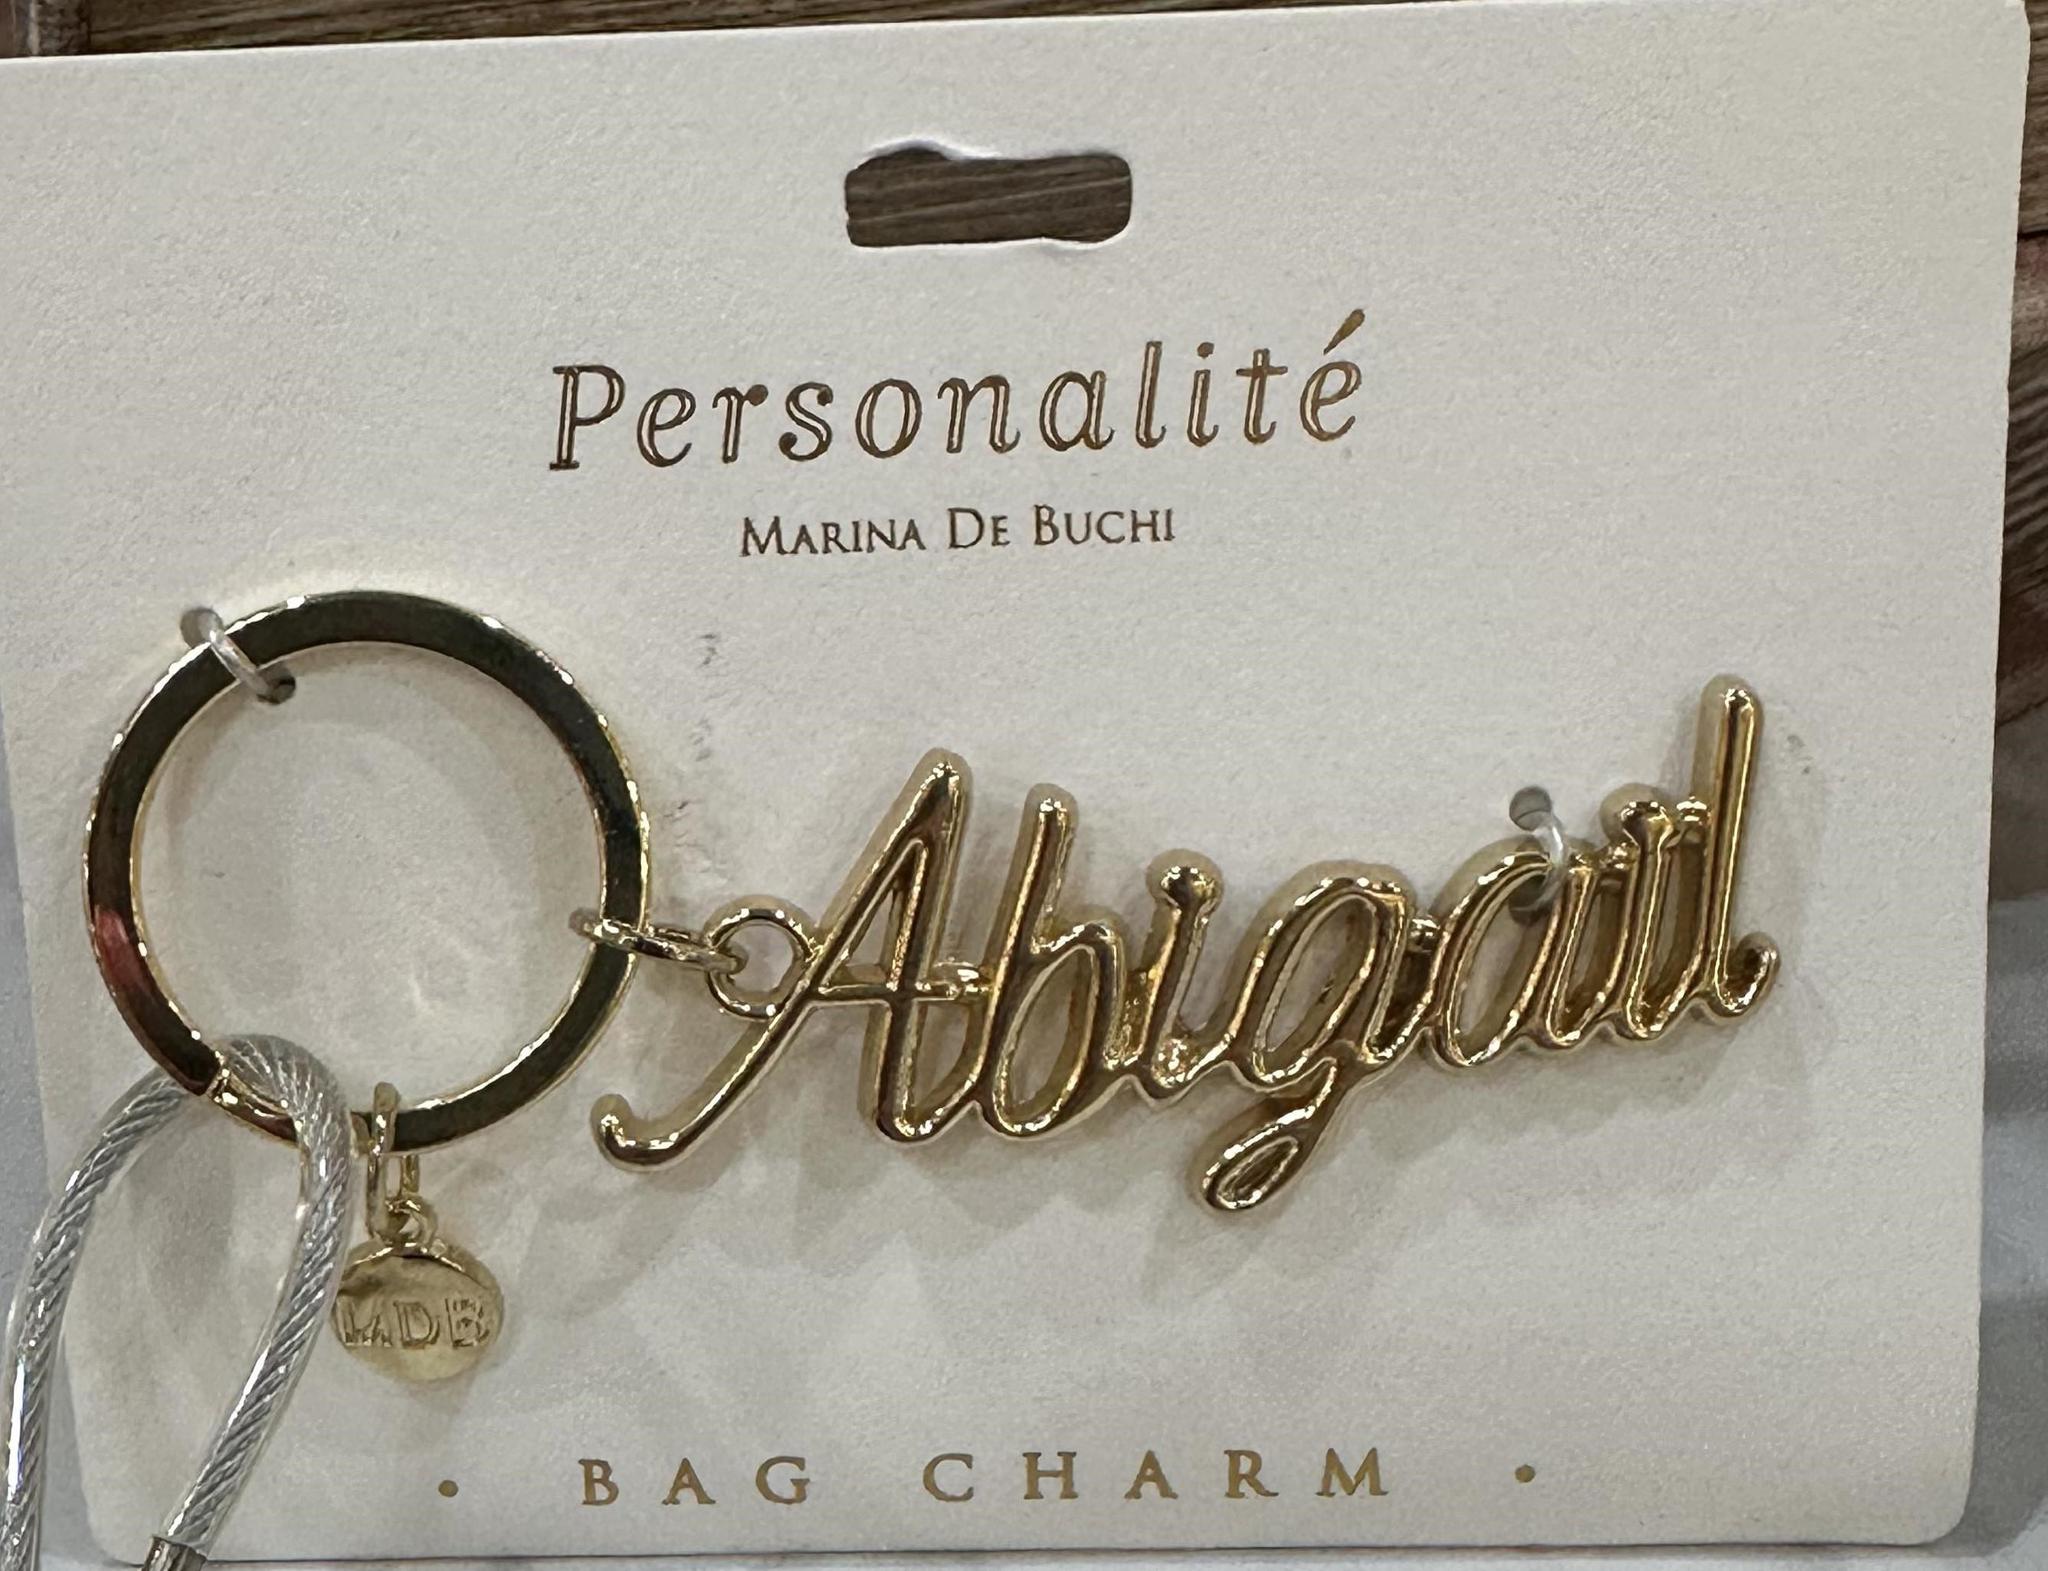 Personalité
MARINA DE BUCHI
Abigail
MDB
• BAG CHARM •